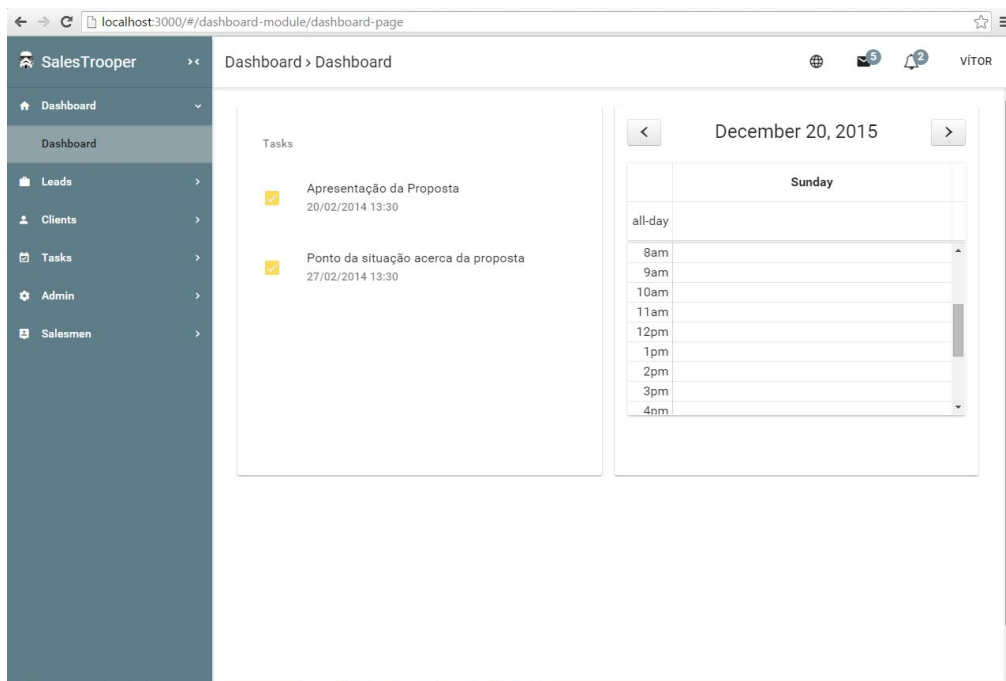 localhost:3000/#/dashboard-module/dashboard-page
SalesTrooper
Dashboard › Dashboard
5
2
VÍTOR
Dashboard
Dashboard
Leads
Clients
Tasks
Admin
Salesmen
Tasks
Apresentação da Proposta
20/02/2014 13:30
Ponto da situação acerca da proposta
27/02/2014 13:30
December 20, 2015
Sunday
all-day
8am
9am
10am
11am
12pm
1pm
2pm
3pm
4pm